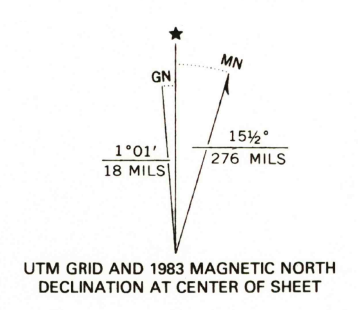 ★
MN
GN
15½°
276 MILS
1°01′
18 MILS
UTM GRID AND 1983 MAGNETIC NORTH
DECLINATION AT CENTER OF SHEET